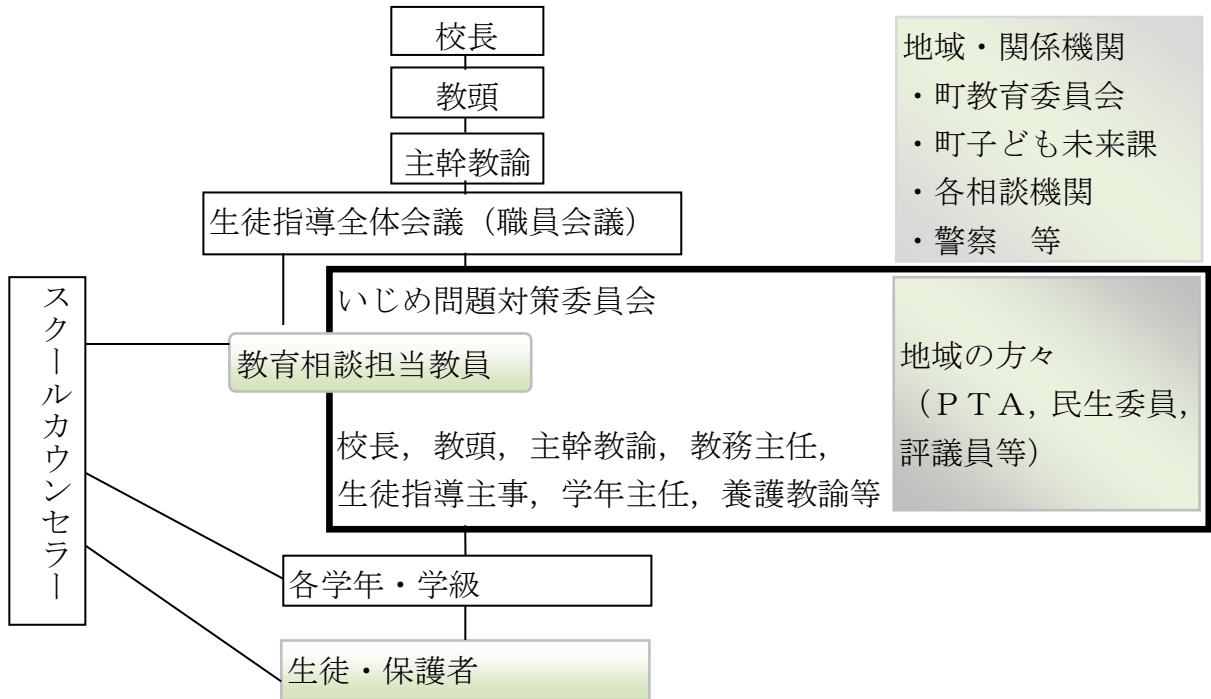 校長
教頭
主幹教諭
生徒指導全体会議（職員会議）
地域・関係機関
・町教育委員会
・町子ども未来課
・各相談機関
・警察　等
スクールカウンセラー
いじめ問題対策委員会
教育相談担当教員
校長，教頭，主幹教諭，教務主任，
生徒指導主事，学年主任，養護教諭等
地域の方々
（ＰＴＡ，民生委員，
評議員等）
各学年・学級
生徒・保護者